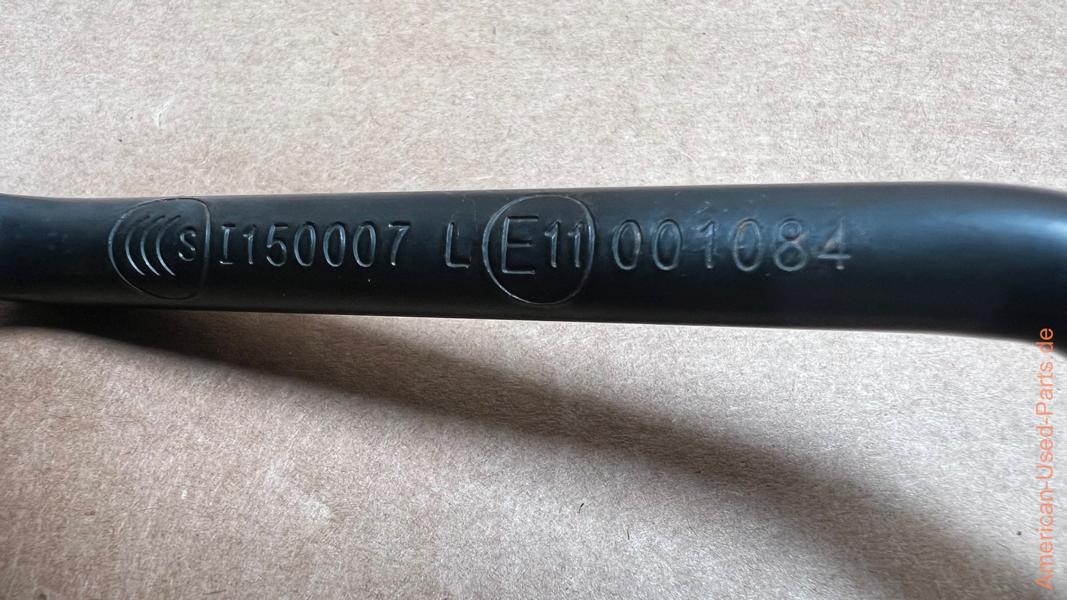 S I150007 L E11 001084
American-Used-Parts.de